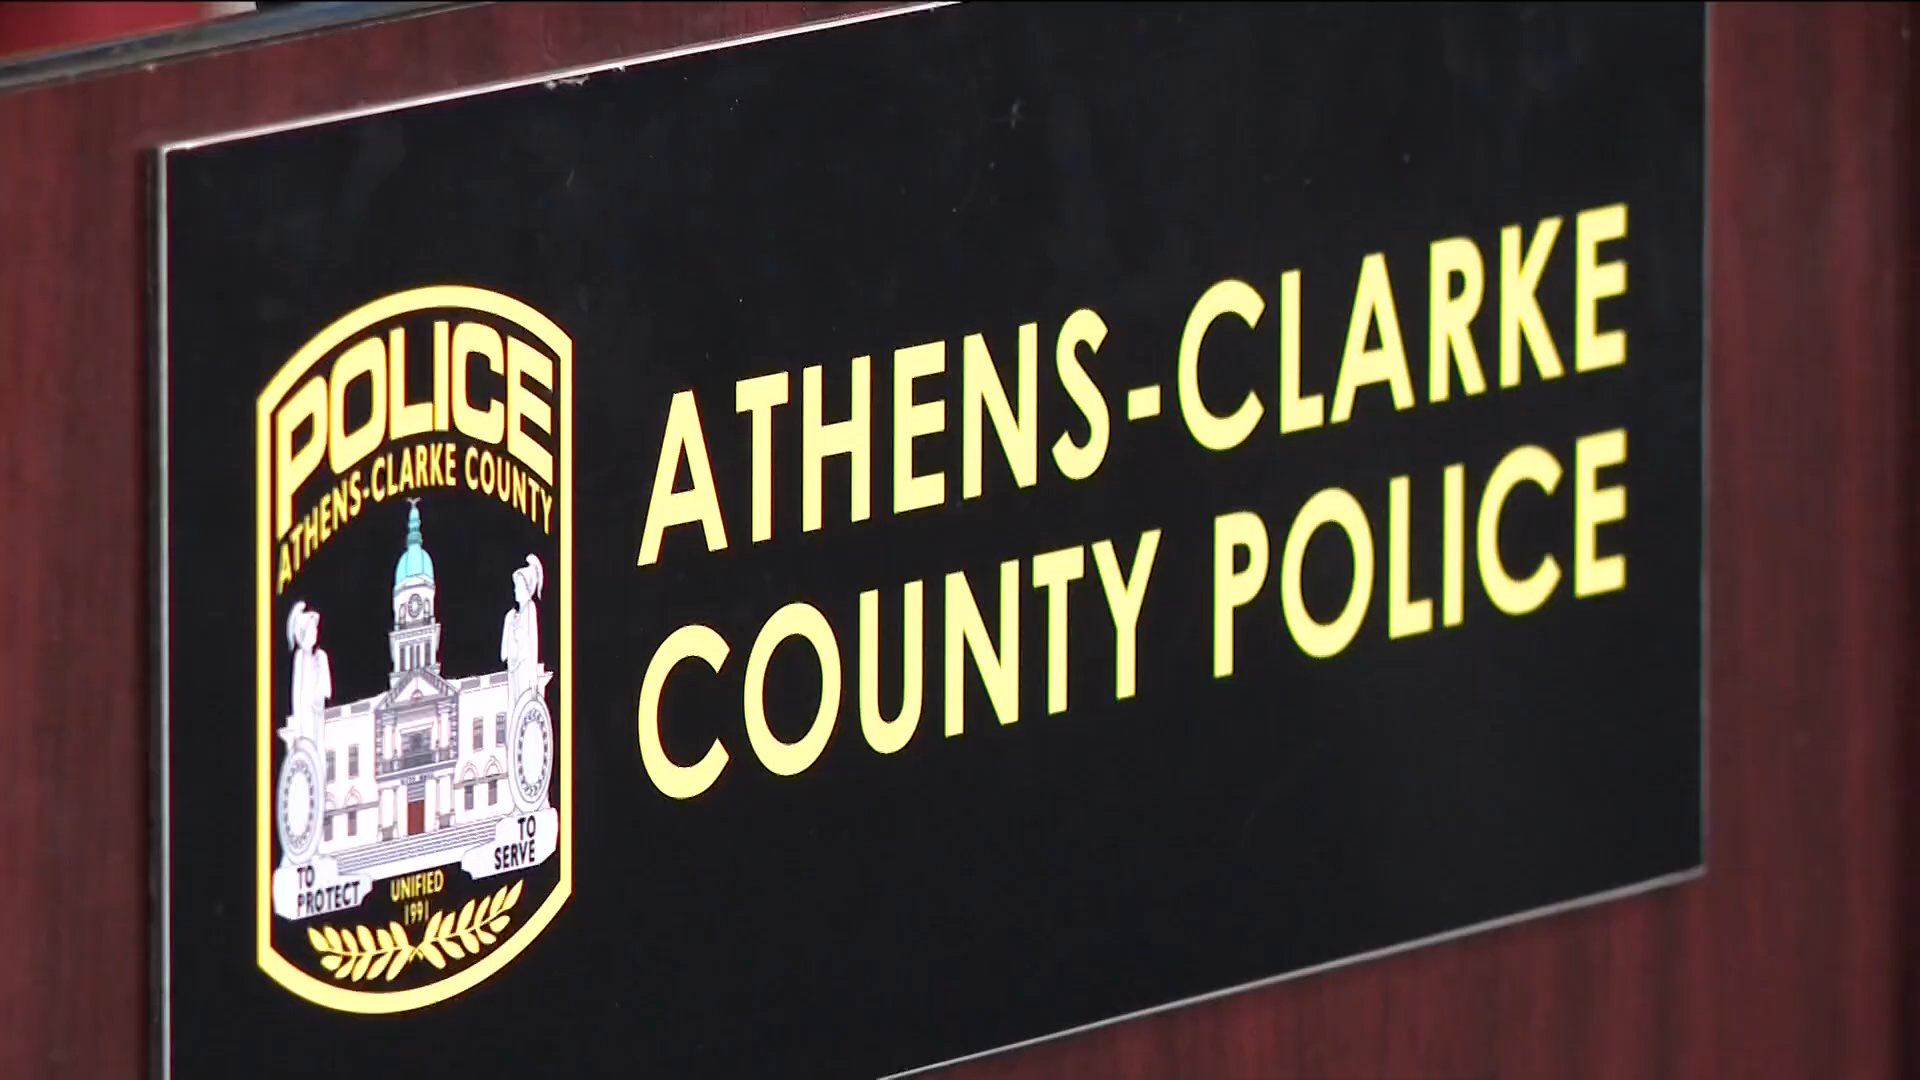 POLICE
ATHENS-CLARKE COUNTY
TO
PROTECT
UNIFIED
1991
TO
SERVE
ATHENS-CLARKE
COUNTY POLICE